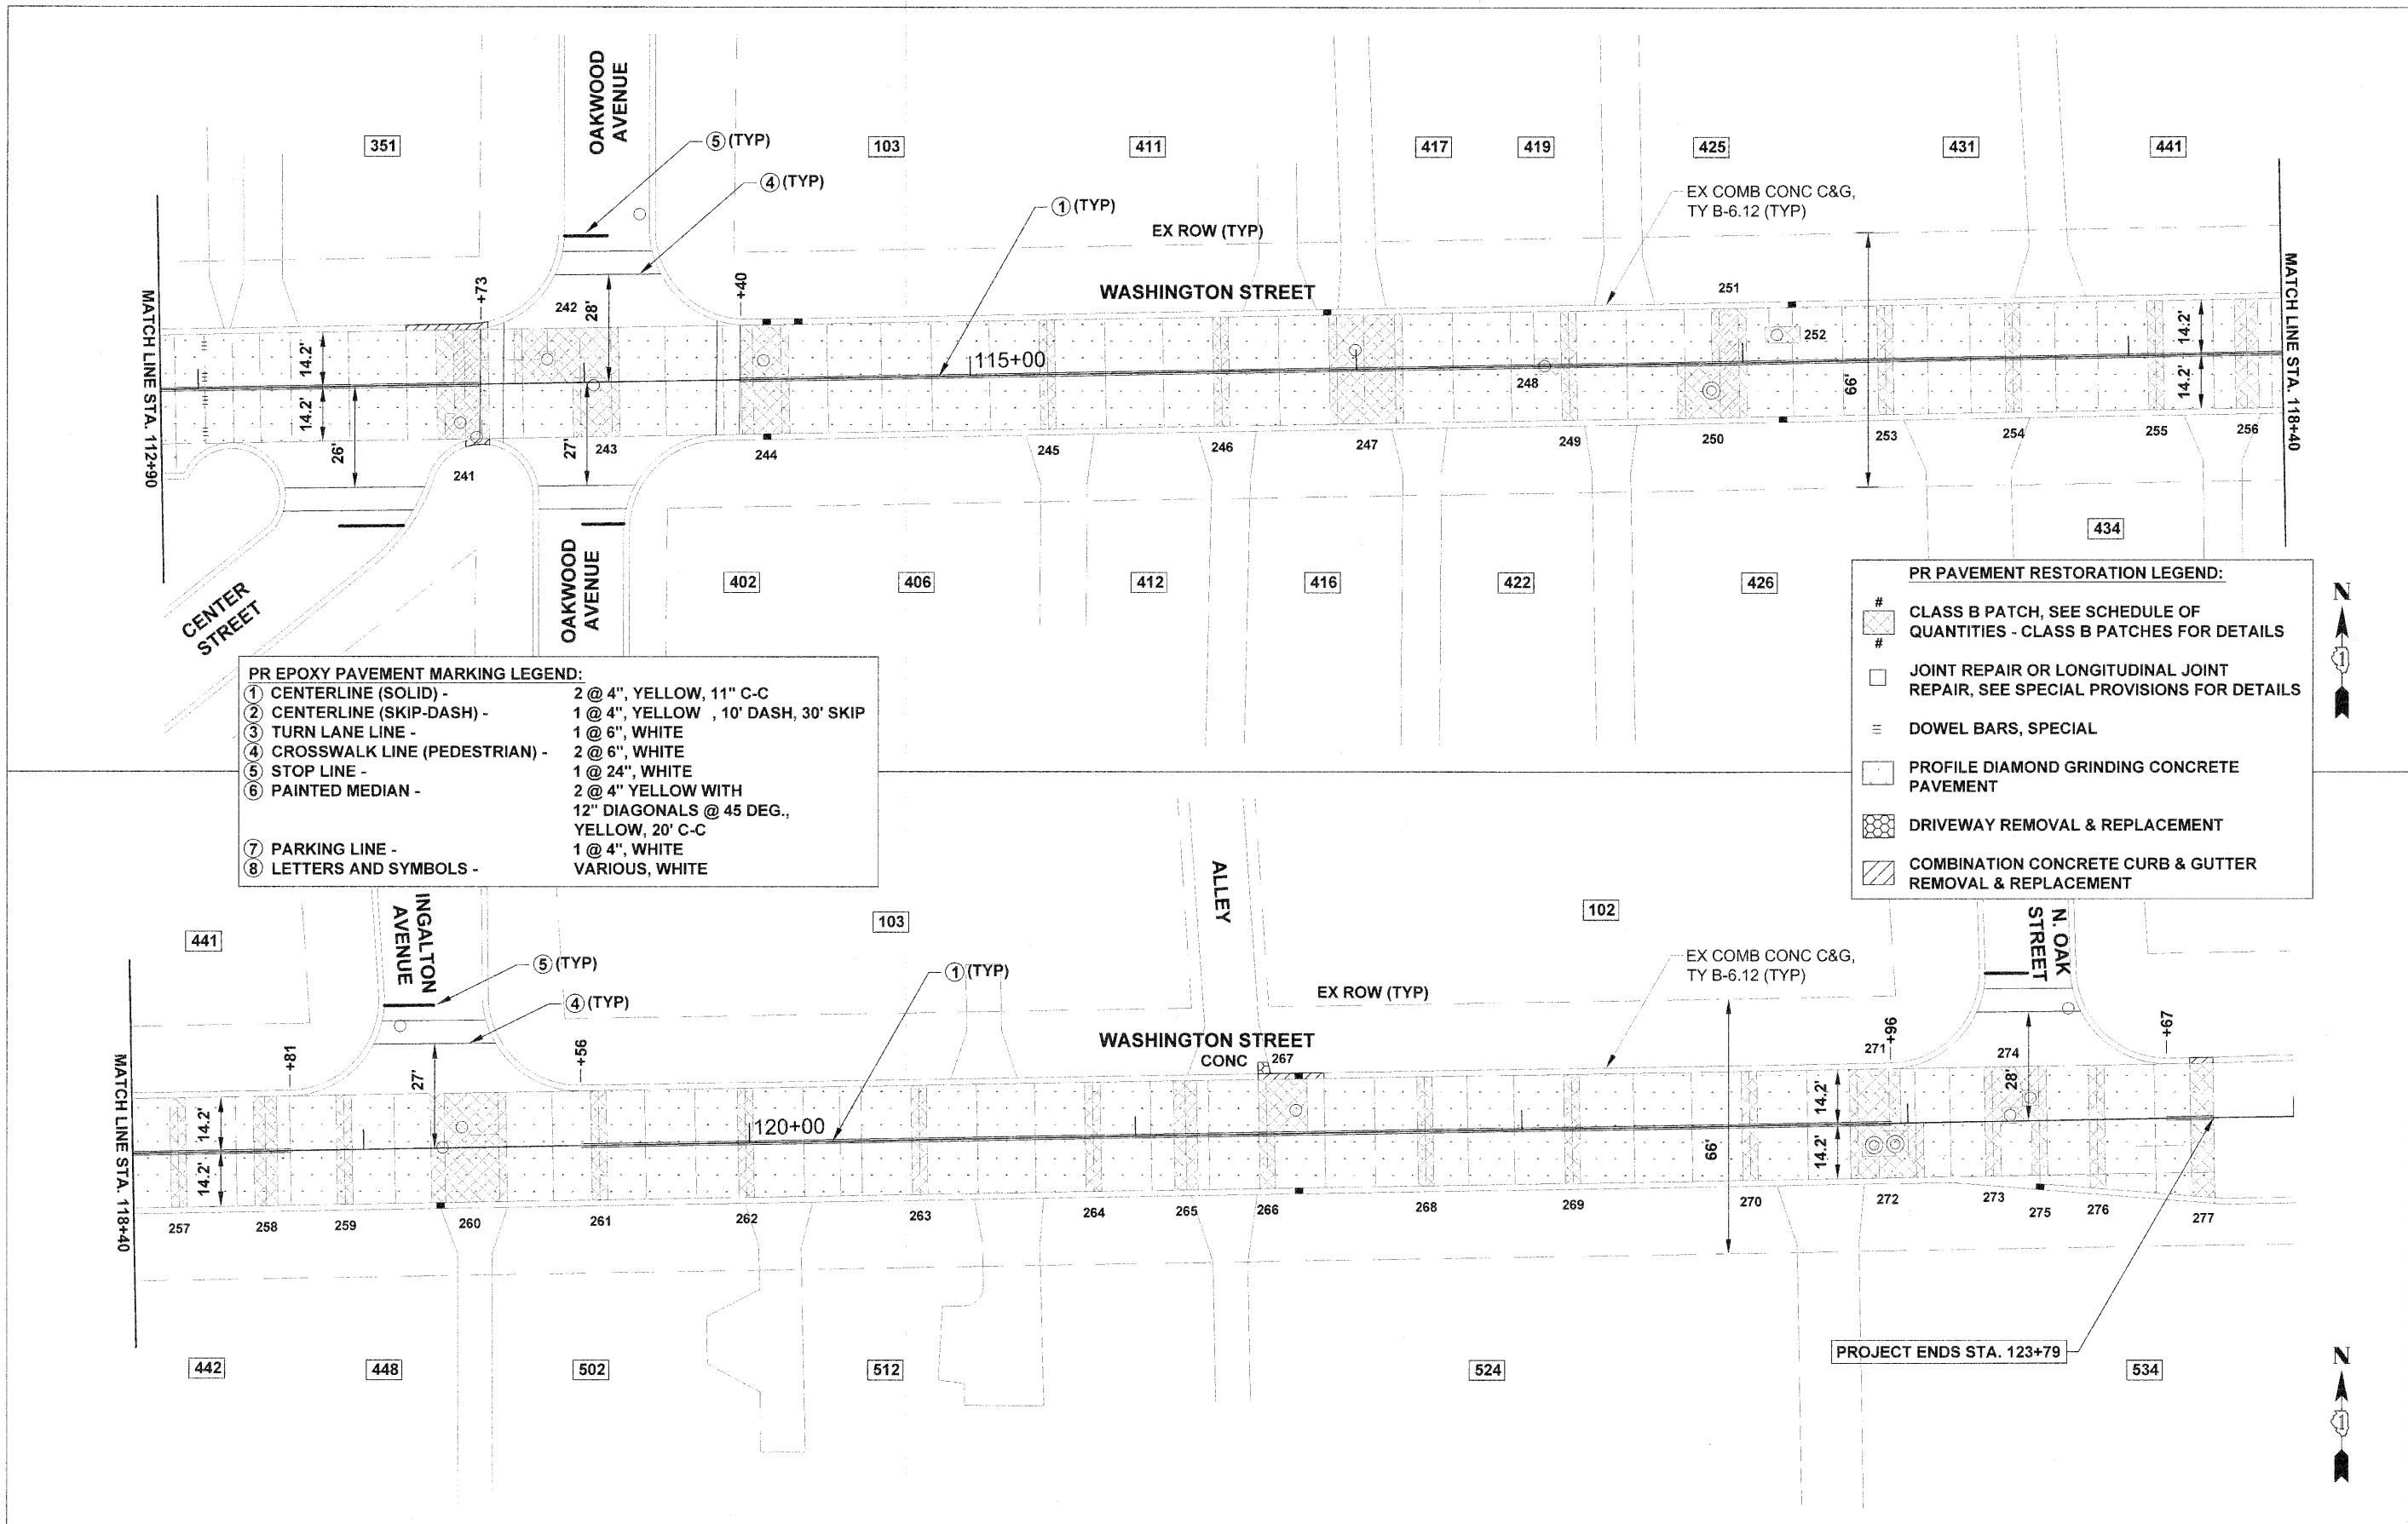 OAKWOOD
AVENUE
351
5 (TYP)
103
411
417
419
425
431
441
4 (TYP)
1 (TYP)
EX COMB CONC C&G,
TY B-6.12 (TYP)
EX ROW (TYP)
WASHINGTON STREET
MATCH LINE STA. 112+90
MATCH LINE STA. 118+40
+73
+40
242
28'
251
252
14.2'
14.2'
14.2'
14.2'
115+00
248
66'
26'
27'
241
243
244
245
246
247
249
250
253
254
255
256
434
CENTER
STREET
OAKWOOD
AVENUE
402
406
412
416
422
426
PR PAVEMENT RESTORATION LEGEND:
#
#
CLASS B PATCH, SEE SCHEDULE OF
QUANTITIES - CLASS B PATCHES FOR DETAILS
JOINT REPAIR OR LONGITUDINAL JOINT
REPAIR, SEE SPECIAL PROVISIONS FOR DETAILS
DOWEL BARS, SPECIAL
PROFILE DIAMOND GRINDING CONCRETE
PAVEMENT
DRIVEWAY REMOVAL & REPLACEMENT
COMBINATION CONCRETE CURB & GUTTER
REMOVAL & REPLACEMENT
N
1
PR EPOXY PAVEMENT MARKING LEGEND:
1 CENTERLINE (SOLID) - 2 @ 4", YELLOW, 11" C-C
2 CENTERLINE (SKIP-DASH) - 1 @ 4", YELLOW , 10' DASH, 30' SKIP
3 TURN LANE LINE - 1 @ 6", WHITE
4 CROSSWALK LINE (PEDESTRIAN) - 2 @ 6", WHITE
5 STOP LINE - 1 @ 24", WHITE
6 PAINTED MEDIAN - 2 @ 4" YELLOW WITH
12" DIAGONALS @ 45 DEG.,
YELLOW, 20' C-C
7 PARKING LINE - 1 @ 4", WHITE
8 LETTERS AND SYMBOLS - VARIOUS, WHITE
441
INGALTON
AVENUE
103
ALLEY
102
N. OAK
STREET
5 (TYP)
4 (TYP)
1 (TYP)
EX COMB CONC C&G,
TY B-6.12 (TYP)
EX ROW (TYP)
WASHINGTON STREET
CONC
267
MATCH LINE STA. 118+40
+81
+56
+96
+67
27'
271
274
28'
14.2'
14.2'
14.2'
14.2'
120+00
66'
257
258
259
260
261
262
263
264
265
266
268
269
270
272
273
275
276
277
442
448
502
512
524
534
PROJECT ENDS STA. 123+79
N
1